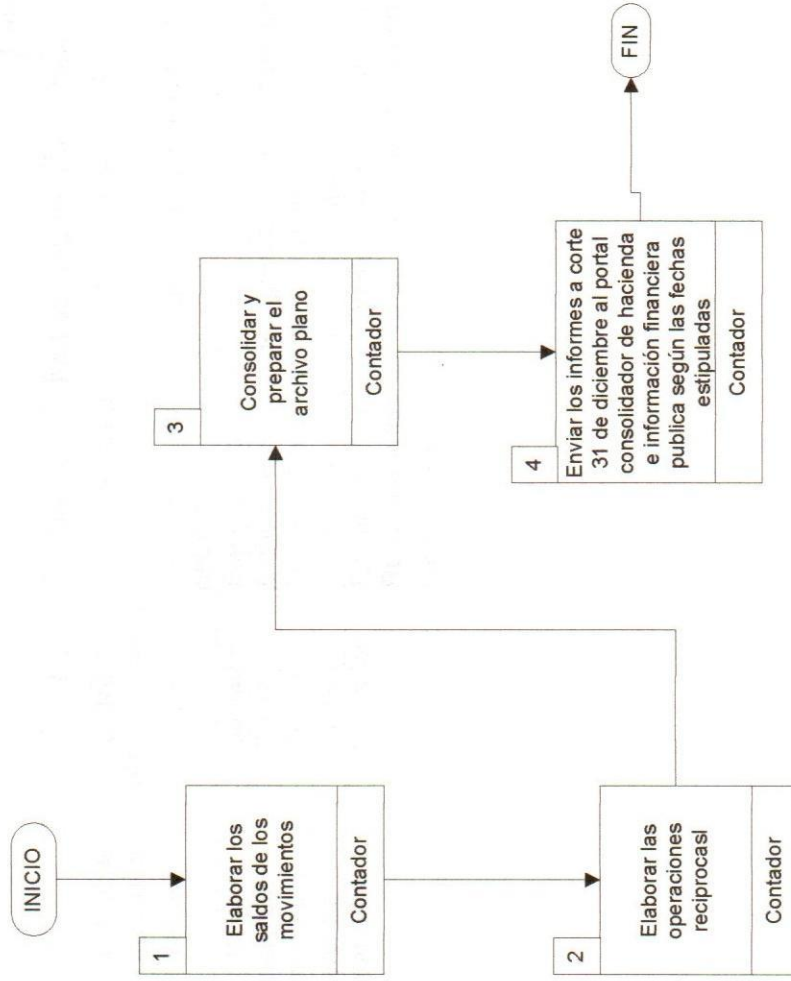 INICIO
1
Elaborar los
saldos de los
movimientos
Contador
2
Elaborar las
operaciones
reciprocasl
Contador
3
Consolidar y
preparar el
archivo plano
Contador
4
Enviar los informes a corte
31 de diciembre al portal
consolidador de hacienda
e información financiera
publica según las fechas
estipuladas
Contador
FIN